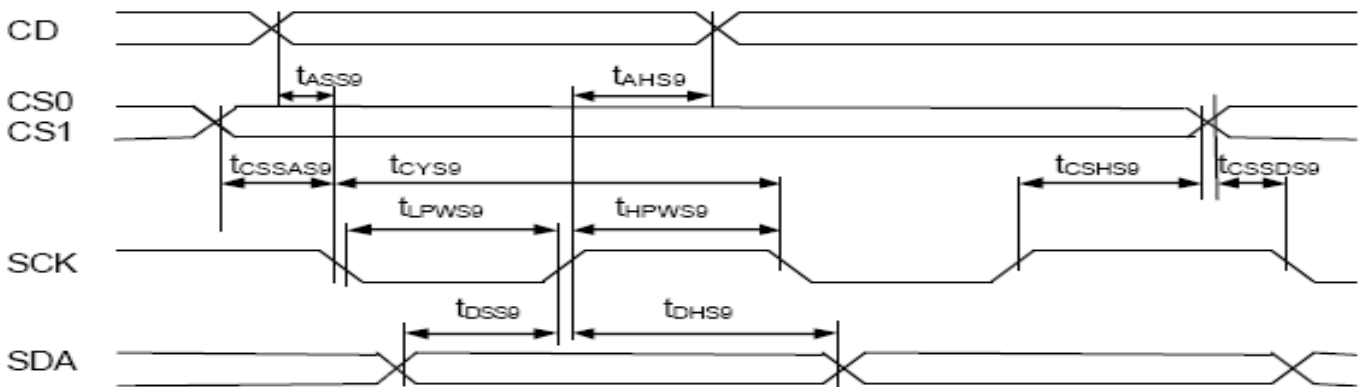 CD
tASS9 tAHS9
CS0
CS1
tCSSAS9 tCYS9 tCSHS9 tCSSDS9
tLPWS9 tHPWS9
SCK
tDSS9 tDHS9
SDA